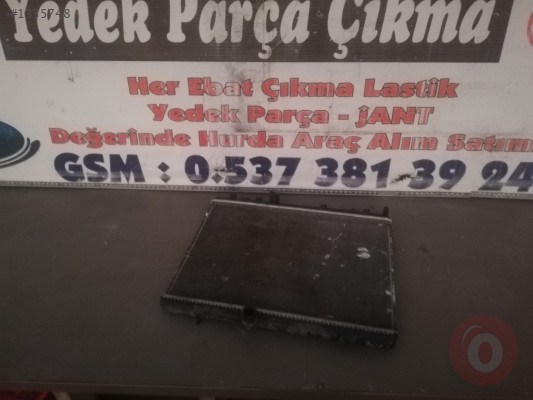 Yedek Parça Çıkma
Her Ebat Çıkma Lastik
Yedek Parça - JANT
Değerinde Hurda Araç Alım Satım
GSM : 0-537 381 39 24